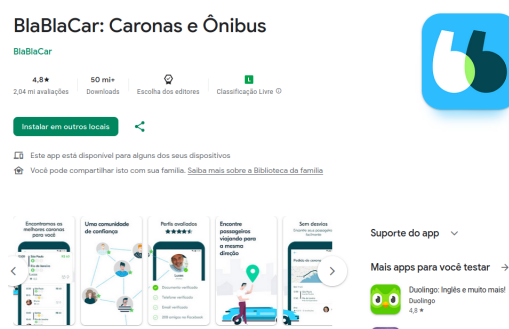 BlaBlaCar: Caronas e Ônibus
BlaBlaCar
4,8★
2,04 mi avaliações
50 mi+
Downloads
Escolha dos editores
L
Classificação Livre
Instalar em outros locais
Este app está disponível para alguns dos seus dispositivos
Você pode compartilhar isto com sua família. Saiba mais sobre a Biblioteca da família
Encontramos as
melhores caronas
para você
Uma comunidade
de confiança
Perfis avaliados
Encontre
passageiros
viajando para
a mesma
direção
Sem desvios
Suporte do app
Mais apps para você testar
Duolingo: Inglês e muito mais!
Duolingo
4,8 ★